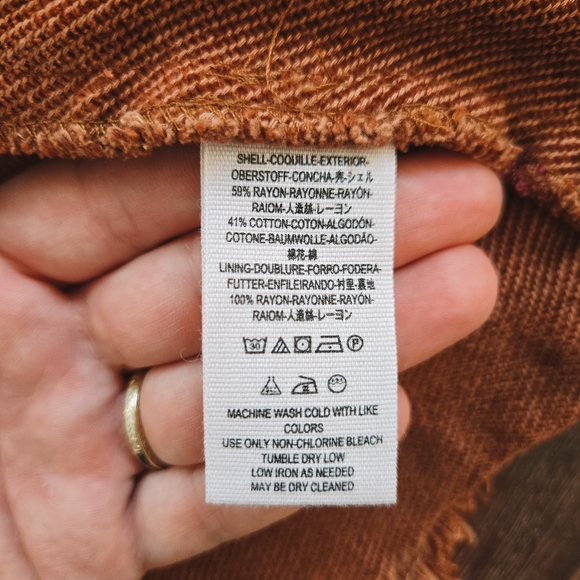 SHELL-COQUILLE-EXTERIOR-
OBERSTOFF-CONCHA-壳-シェル
59% RAYON-RAYONNE-RAYÓN-
RAIOM-人造絲-レーヨン
41% COTTON-COTON-ALGODÓN-
COTONE-BAUMWOLLE-ALGODÃO-
棉花-綿
LINING-DOUBLURE-FORRO-FODERA-
FUTTER-ENFILEIRANDO-衬里-裏地
100% RAYON-RAYONNE-RAYÓN-
RAIOM-人造絲-レーヨン
30 P
MACHINE WASH COLD WITH LIKE
COLORS
USE ONLY NON-CHLORINE BLEACH
TUMBLE DRY LOW
LOW IRON AS NEEDED
MAY BE DRY CLEANED